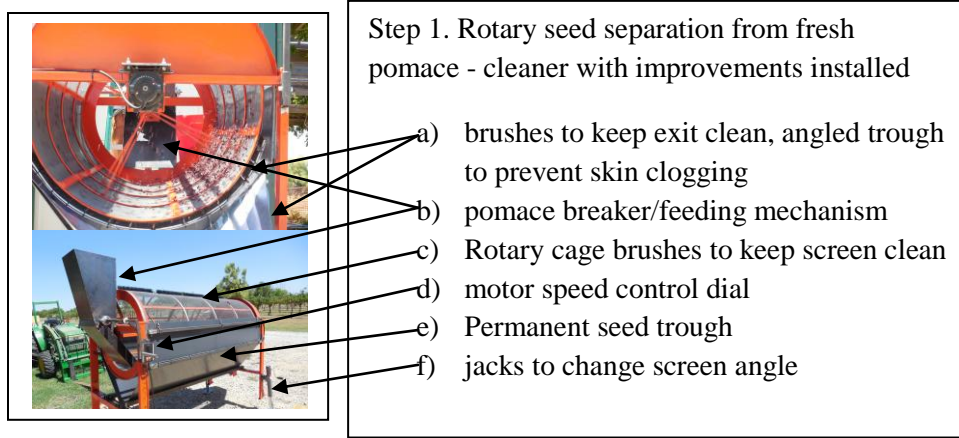 Step 1. Rotary seed separation from fresh
pomace - cleaner with improvements installed
a) brushes to keep exit clean, angled trough
to prevent skin clogging
b) pomace breaker/feeding mechanism
c) Rotary cage brushes to keep screen clean
d) motor speed control dial
e) Permanent seed trough
f) jacks to change screen angle